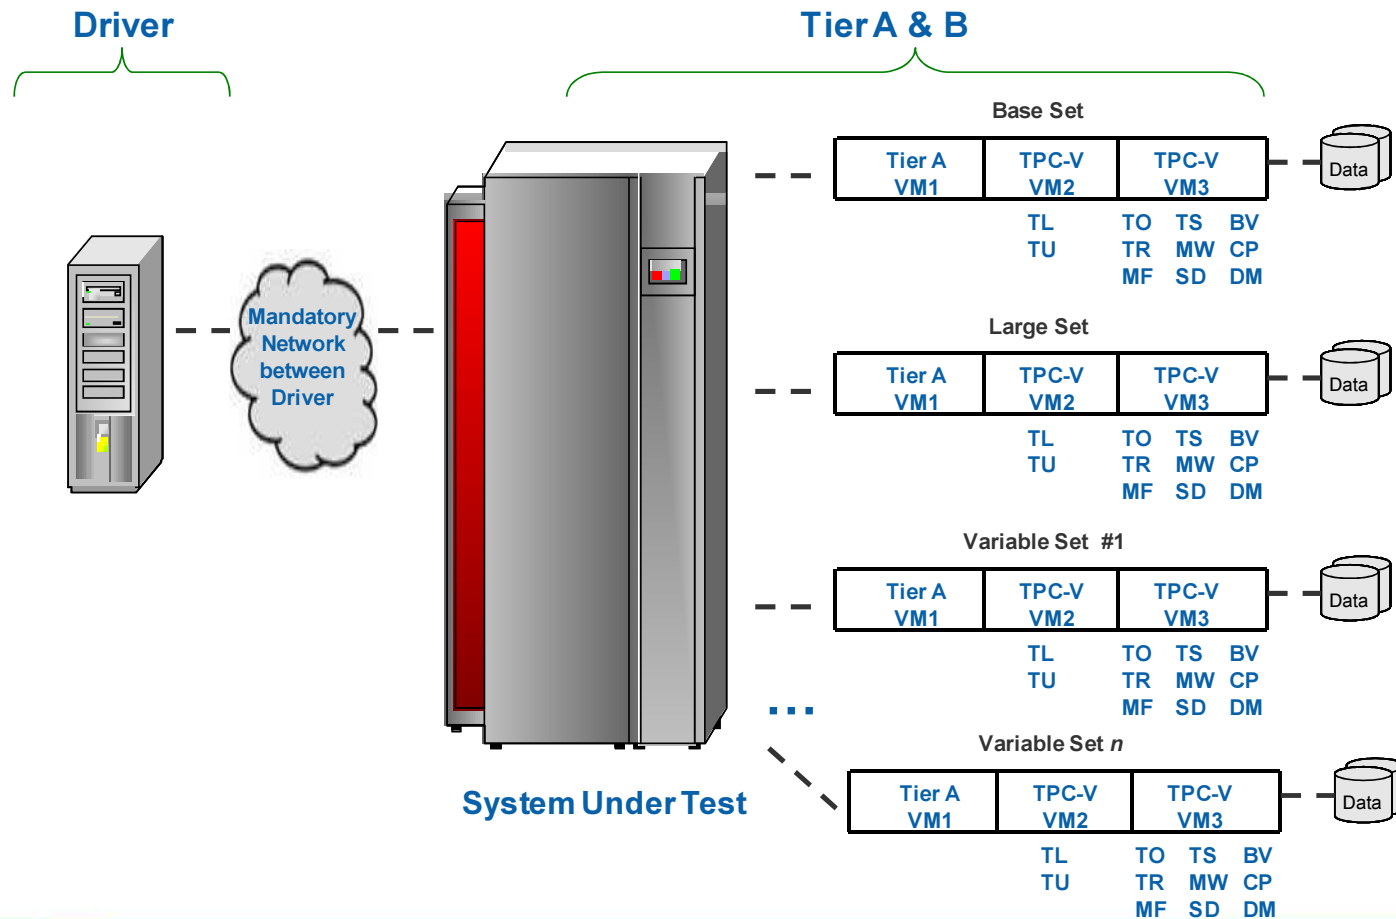 Driver
Tier A & B
Base Set
Tier A TPC-V TPC-V
VM1 VM2 VM3
Data
TL TO TS BV
TU TR MW CP
MF SD DM
Large Set
Tier A TPC-V TPC-V
VM1 VM2 VM3
Data
TL TO TS BV
TU TR MW CP
MF SD DM
Mandatory
Network
between
Driver
Variable Set #1
Tier A TPC-V TPC-V
VM1 VM2 VM3
Data
TL TO TS BV
TU TR MW CP
MF SD DM
...
Variable Set n
Tier A TPC-V TPC-V
VM1 VM2 VM3
Data
TL TO TS BV
TU TR MW CP
MF SD DM
System Under Test